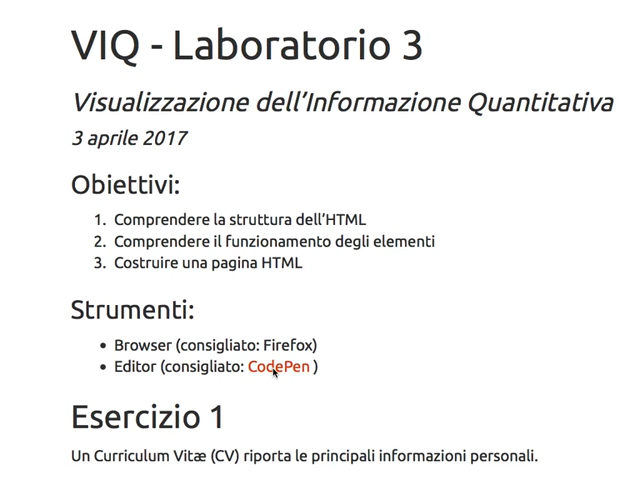 VIQ - Laboratorio 3
Visualizzazione dell’Informazione Quantitativa
3 aprile 2017
Obiettivi:
1. Comprendere la struttura dell’HTML
2. Comprendere il funzionamento degli elementi
3. Costruire una pagina HTML
Strumenti:
• Browser (consigliato: Firefox)
• Editor (consigliato: CodePen )
Esercizio 1
Un Curriculum Vitæ (CV) riporta le principali informazioni personali.